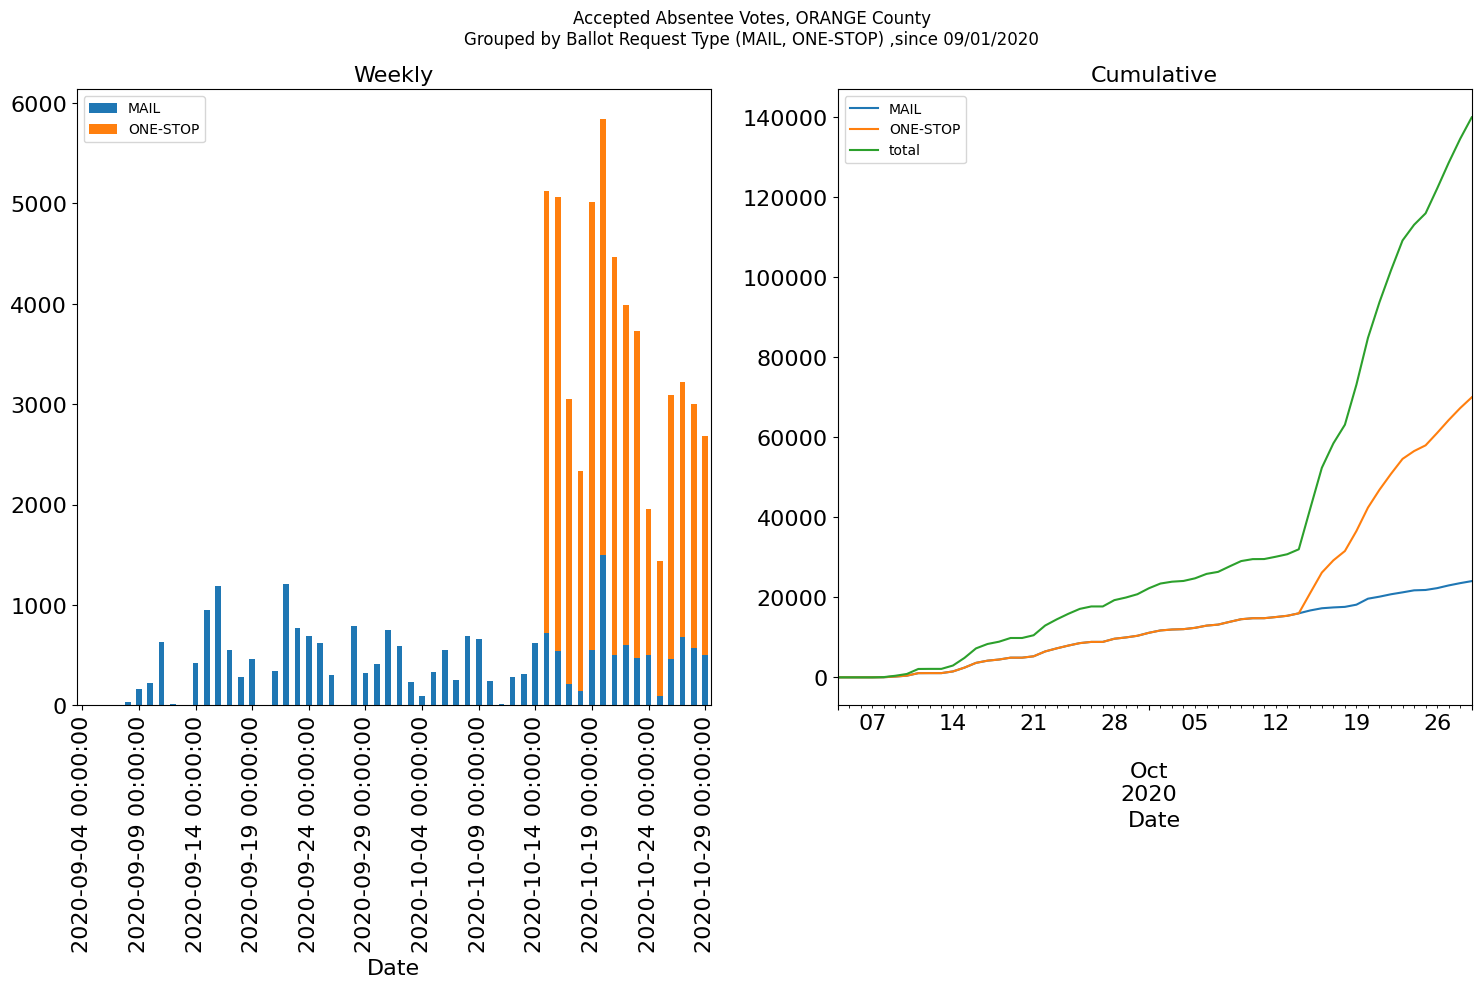 Accepted Absentee Votes, ORANGE County
Grouped by Ballot Request Type (MAIL, ONE-STOP) ,since 09/01/2020
Weekly
MAIL
ONE-STOP
6000
5000
4000
3000
2000
1000
0
2020-09-04 00:00:00
2020-09-09 00:00:00
2020-09-14 00:00:00
2020-09-19 00:00:00
2020-09-24 00:00:00
2020-09-29 00:00:00
2020-10-04 00:00:00
2020-10-09 00:00:00
2020-10-14 00:00:00
2020-10-19 00:00:00
2020-10-24 00:00:00
2020-10-29 00:00:00
Date
Cumulative
MAIL
ONE-STOP
total
140000
120000
100000
80000
60000
40000
20000
0
07 14 21 28 05 12 19 26
Oct
2020
Date